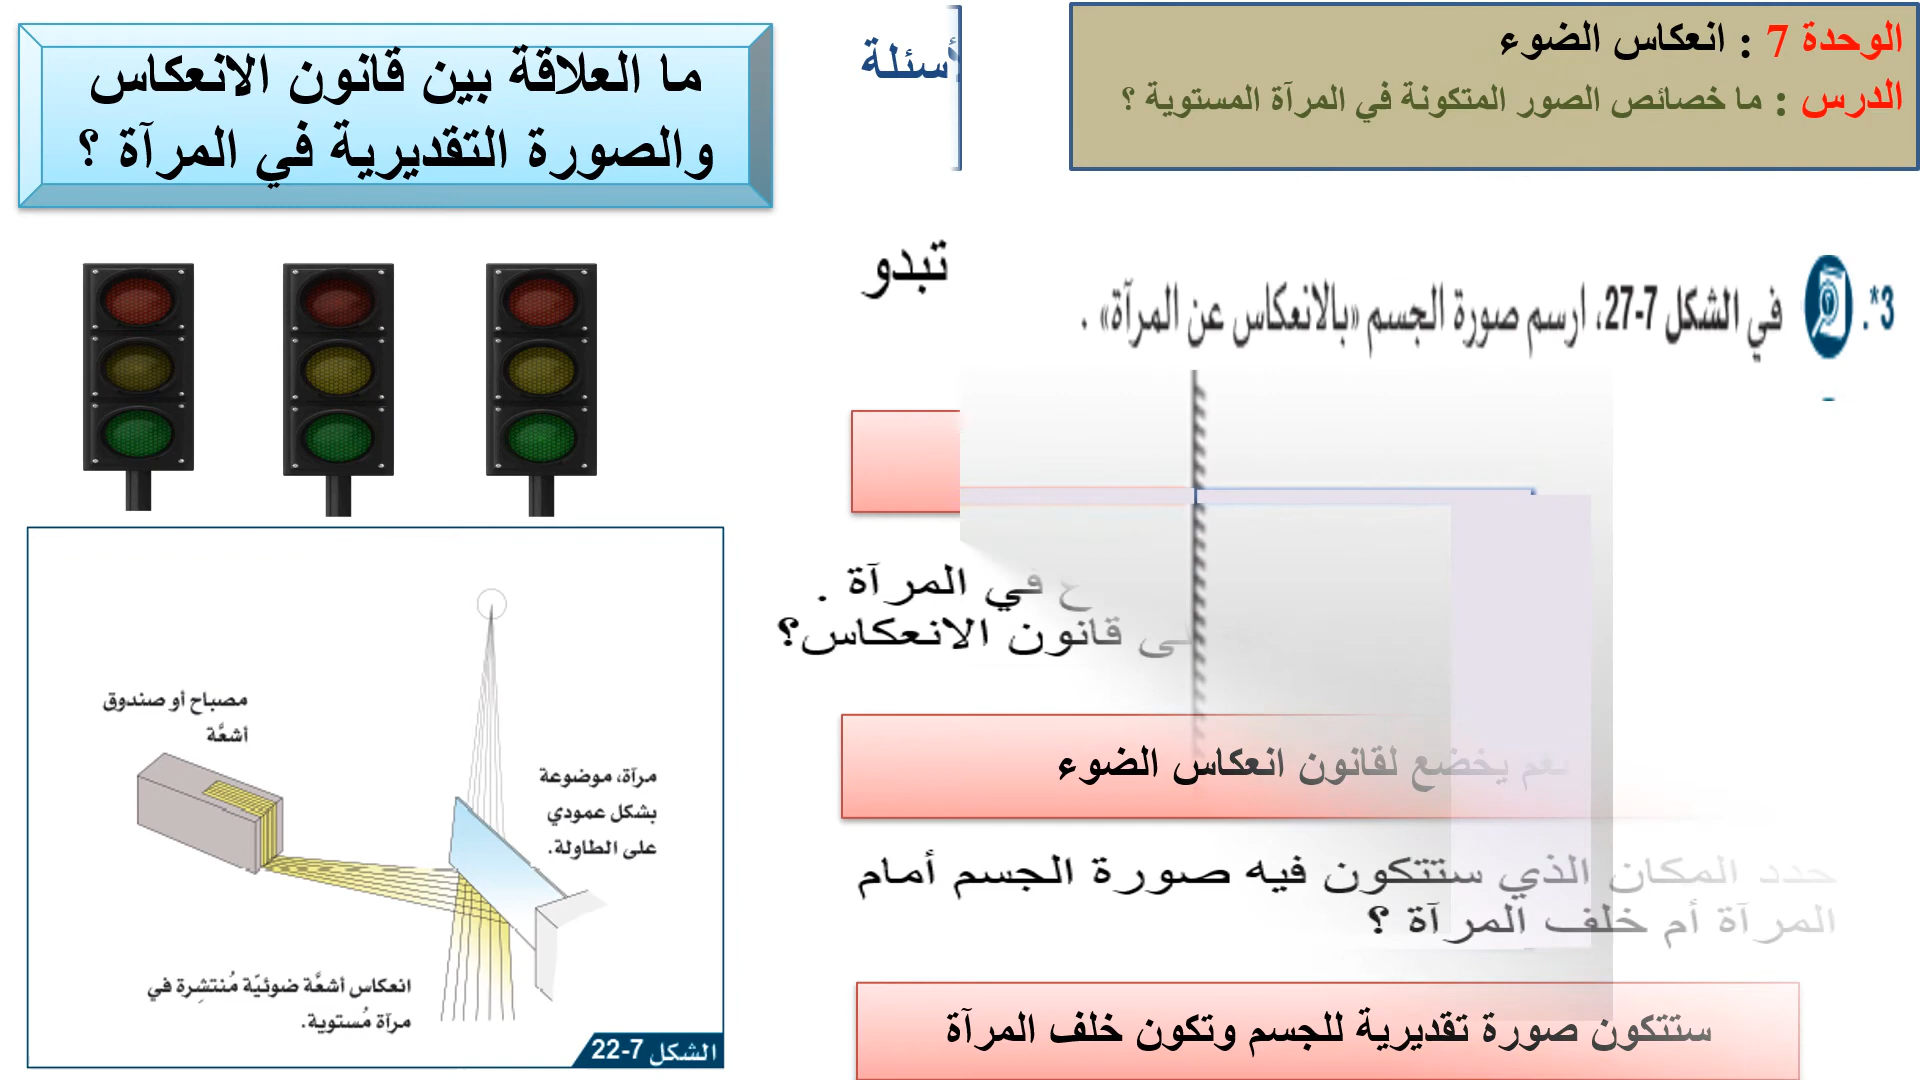 الوحدة 7 : انعكاس الضوء
الدرس : ما خصائص الصور المتكونة في المرآة المستوية ؟
أسئلة
ما العلاقة بين قانون الانعكاس
والصورة التقديرية في المرآة ؟
تبدو
3*. في الشكل 7-27، ارسم صورة الجسم «بالانعكاس عن المرآة» .
في المرآة .
قانون الانعكاس؟
نعم يخضع لقانون انعكاس الضوء
حدد المكان الذي ستتكون فيه صورة الجسم أمام
المرآة أم خلف المرآة ؟
ستتكون صورة تقديرية للجسم وتكون خلف المرآة
مصباح أو صندوق
أشعَّة
مرآة، موضوعة
بشكل عمودي
على الطاولة.
انعكاس أشعَّة ضوئيّة مُنتشِرة في
مرآة مُستوية.
الشكل 7-22